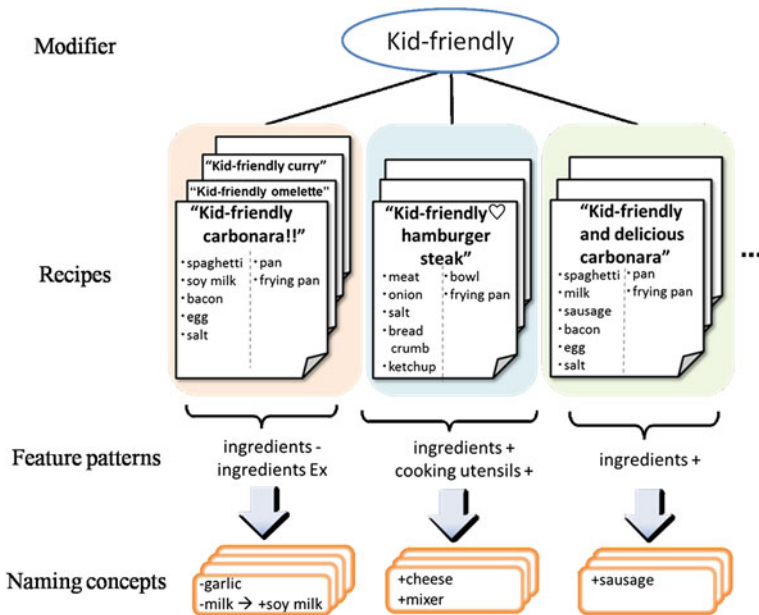 Modifier
Kid-friendly
Recipes
“Kid-friendly curry”
“Kid-friendly omelette”
“Kid-friendly
carbonara!!”
・spaghetti
・soy milk
・bacon
・egg
・salt
・pan
・frying pan
“Kid-friendly♡
hamburger
steak”
・meat
・onion
・salt
・bread
crumb
・ketchup
・bowl
・frying pan
“Kid-friendly
and delicious
carbonara”
・spaghetti
・milk
・sausage
・bacon
・egg
・salt
・pan
・frying pan
...
Feature patterns
ingredients -
ingredients Ex
ingredients +
cooking utensils +
ingredients +
Naming concepts
-garlic
-milk → +soy milk
+cheese
+mixer
+sausage